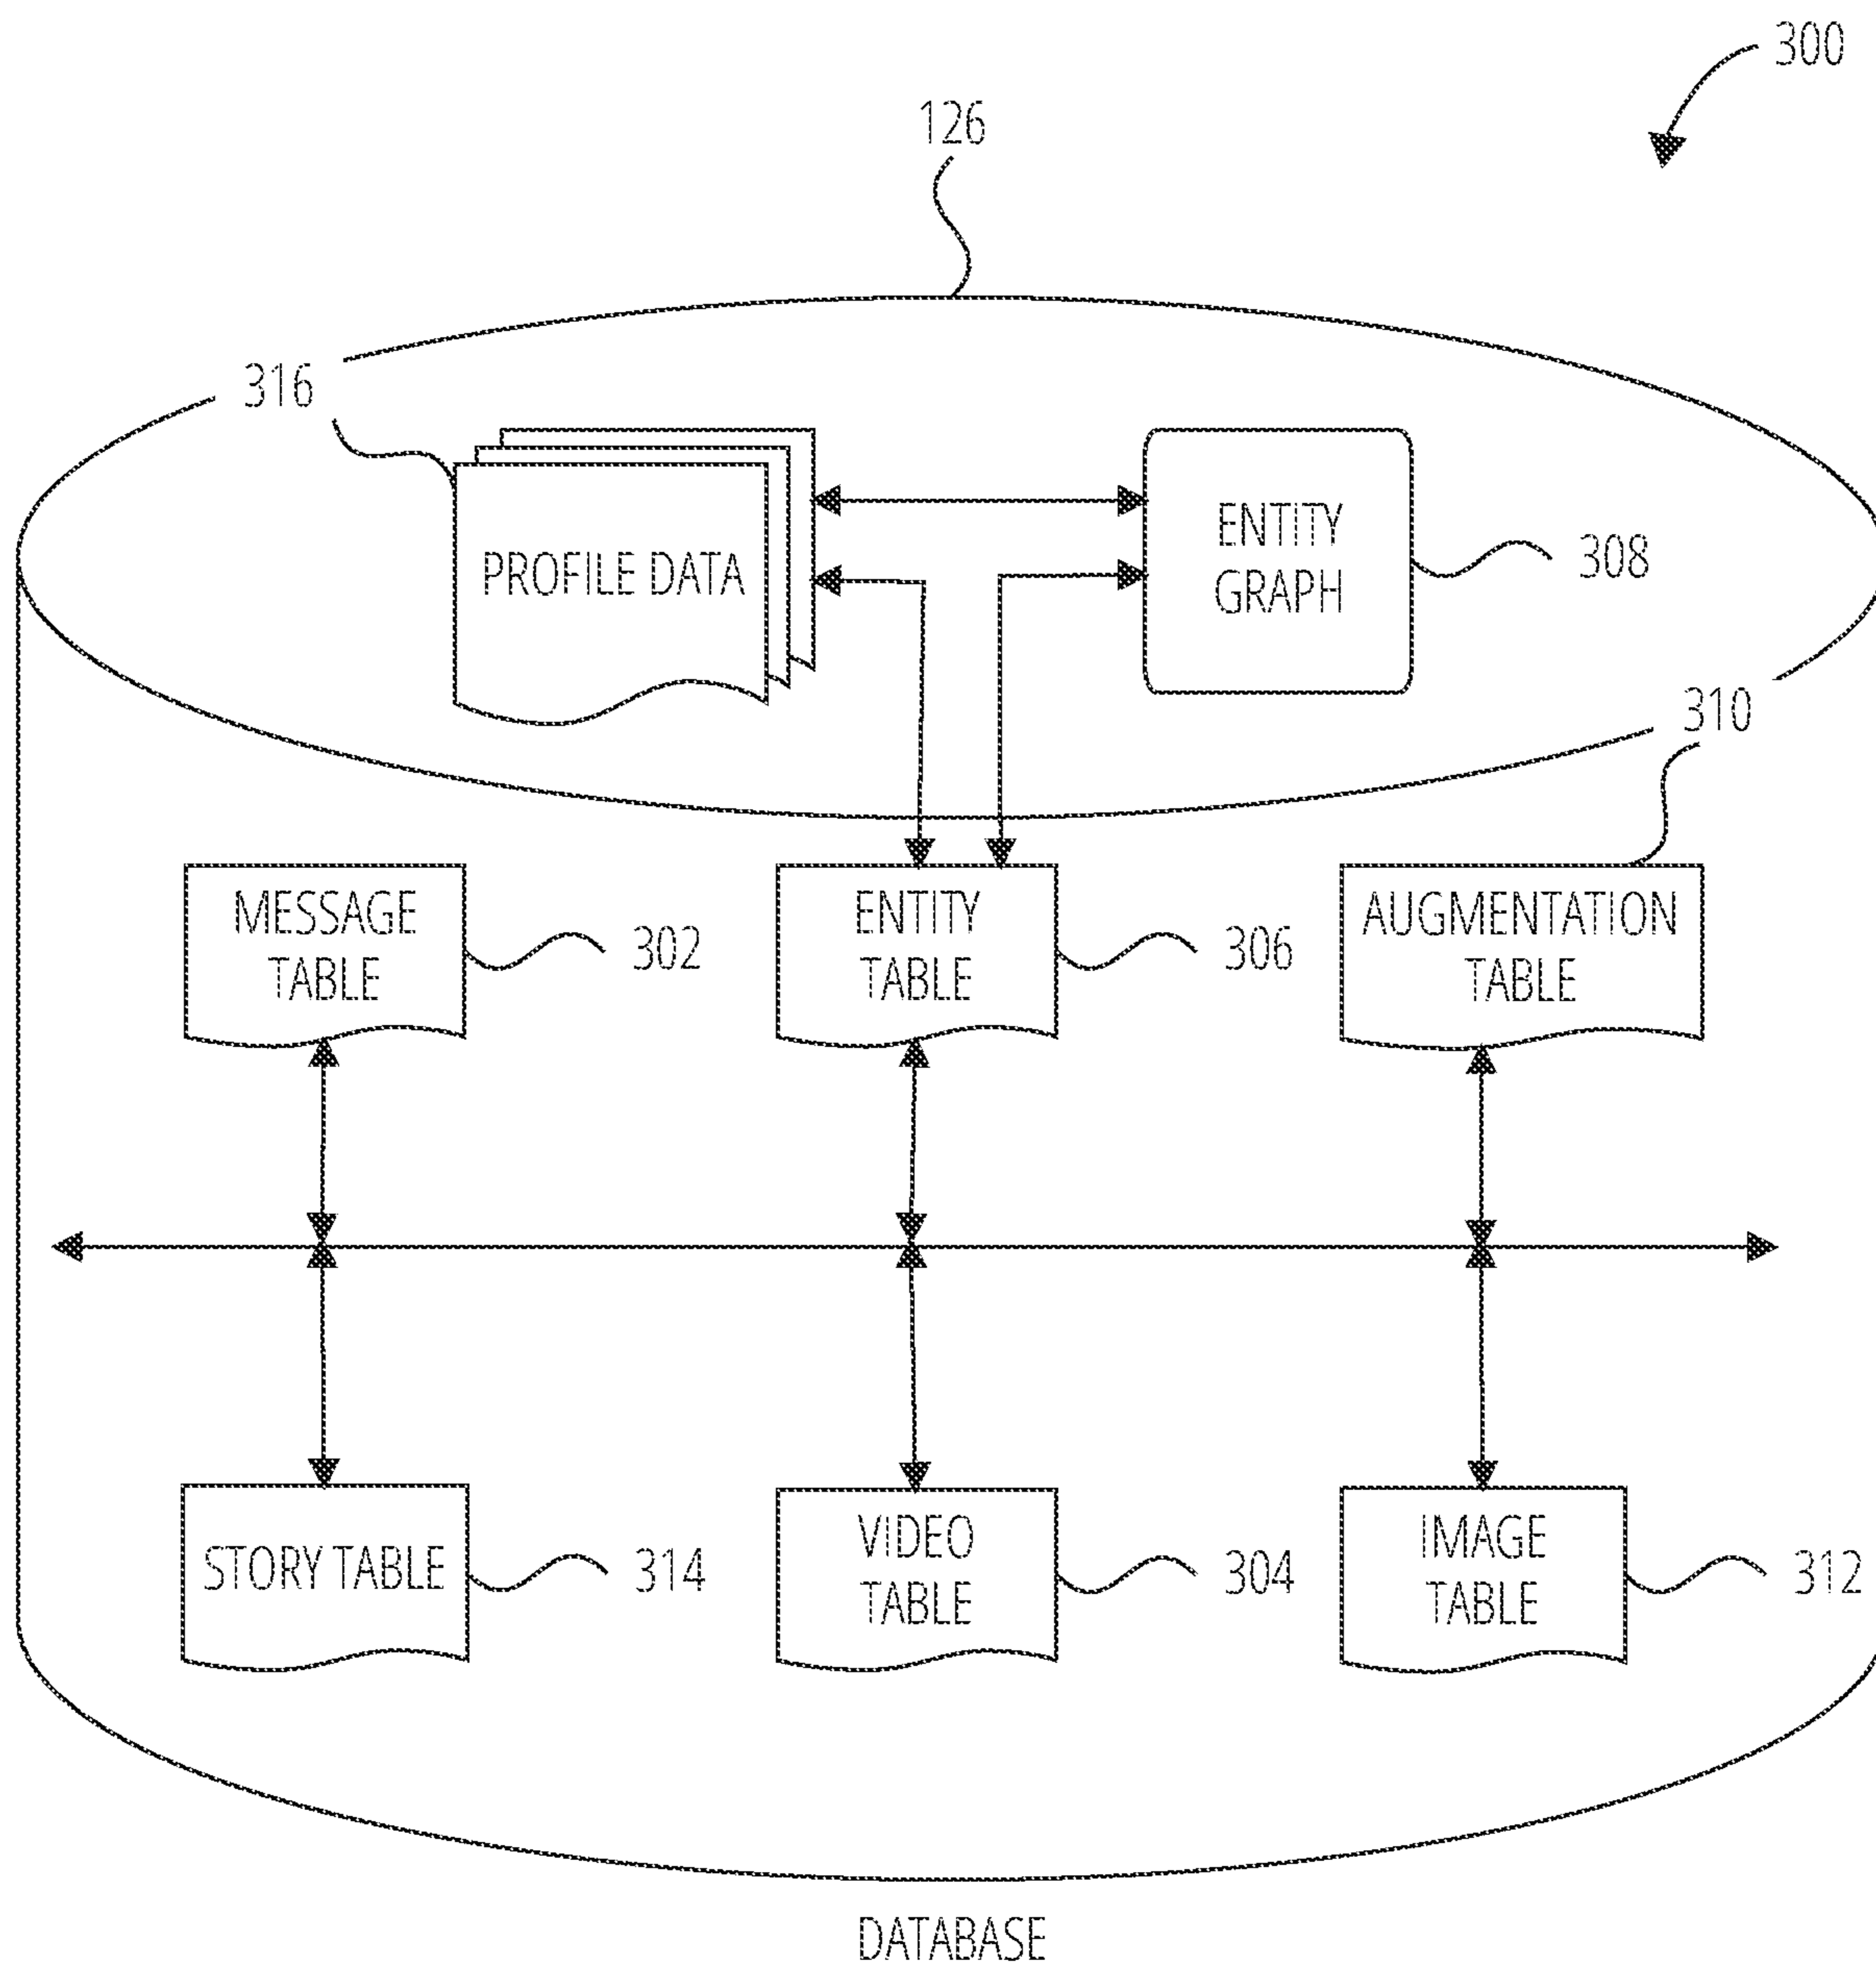 300
126
316
PROFILE DATA
ENTITY
GRAPH
308
310
MESSAGE
TABLE
302
ENTITY
TABLE
306
AUGMENTATION
TABLE
STORY TABLE
314
VIDEO
TABLE
304
IMAGE
TABLE
312
DATABASE